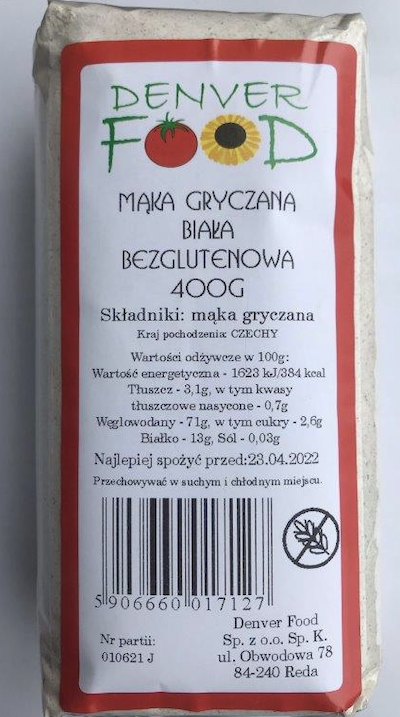 DENVER
FOOD
MĄKA GRYCZANA
BIAŁA
BEZGLUTENOWA
400G
Składniki: mąka gryczana
Kraj pochodzenia: CZECHY
Wartości odżywcze w 100g:
Wartość energetyczna - 1623 kJ/384 kcal
Tłuszcz - 3,1g, w tym kwasy
tłuszczowe nasycone - 0,7g
Węglowodany - 71g, w tym cukry - 2,6g
Białko - 13g, Sól - 0,03g
Najlepiej spożyć przed:23.04.2022
Przechowywać w suchym i chłodnym miejscu.
5 906660 017127
Nr partii:
010621 J
Denver Food
Sp. z o.o. Sp. K.
ul. Obwodowa 78
84-240 Reda